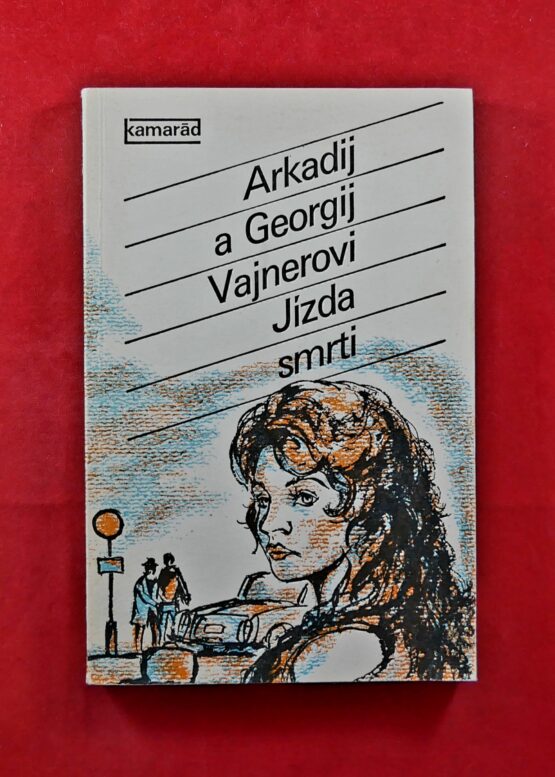 kamarád
Arkadij
a Georgij
Vajnerovi
Jízda
smrti